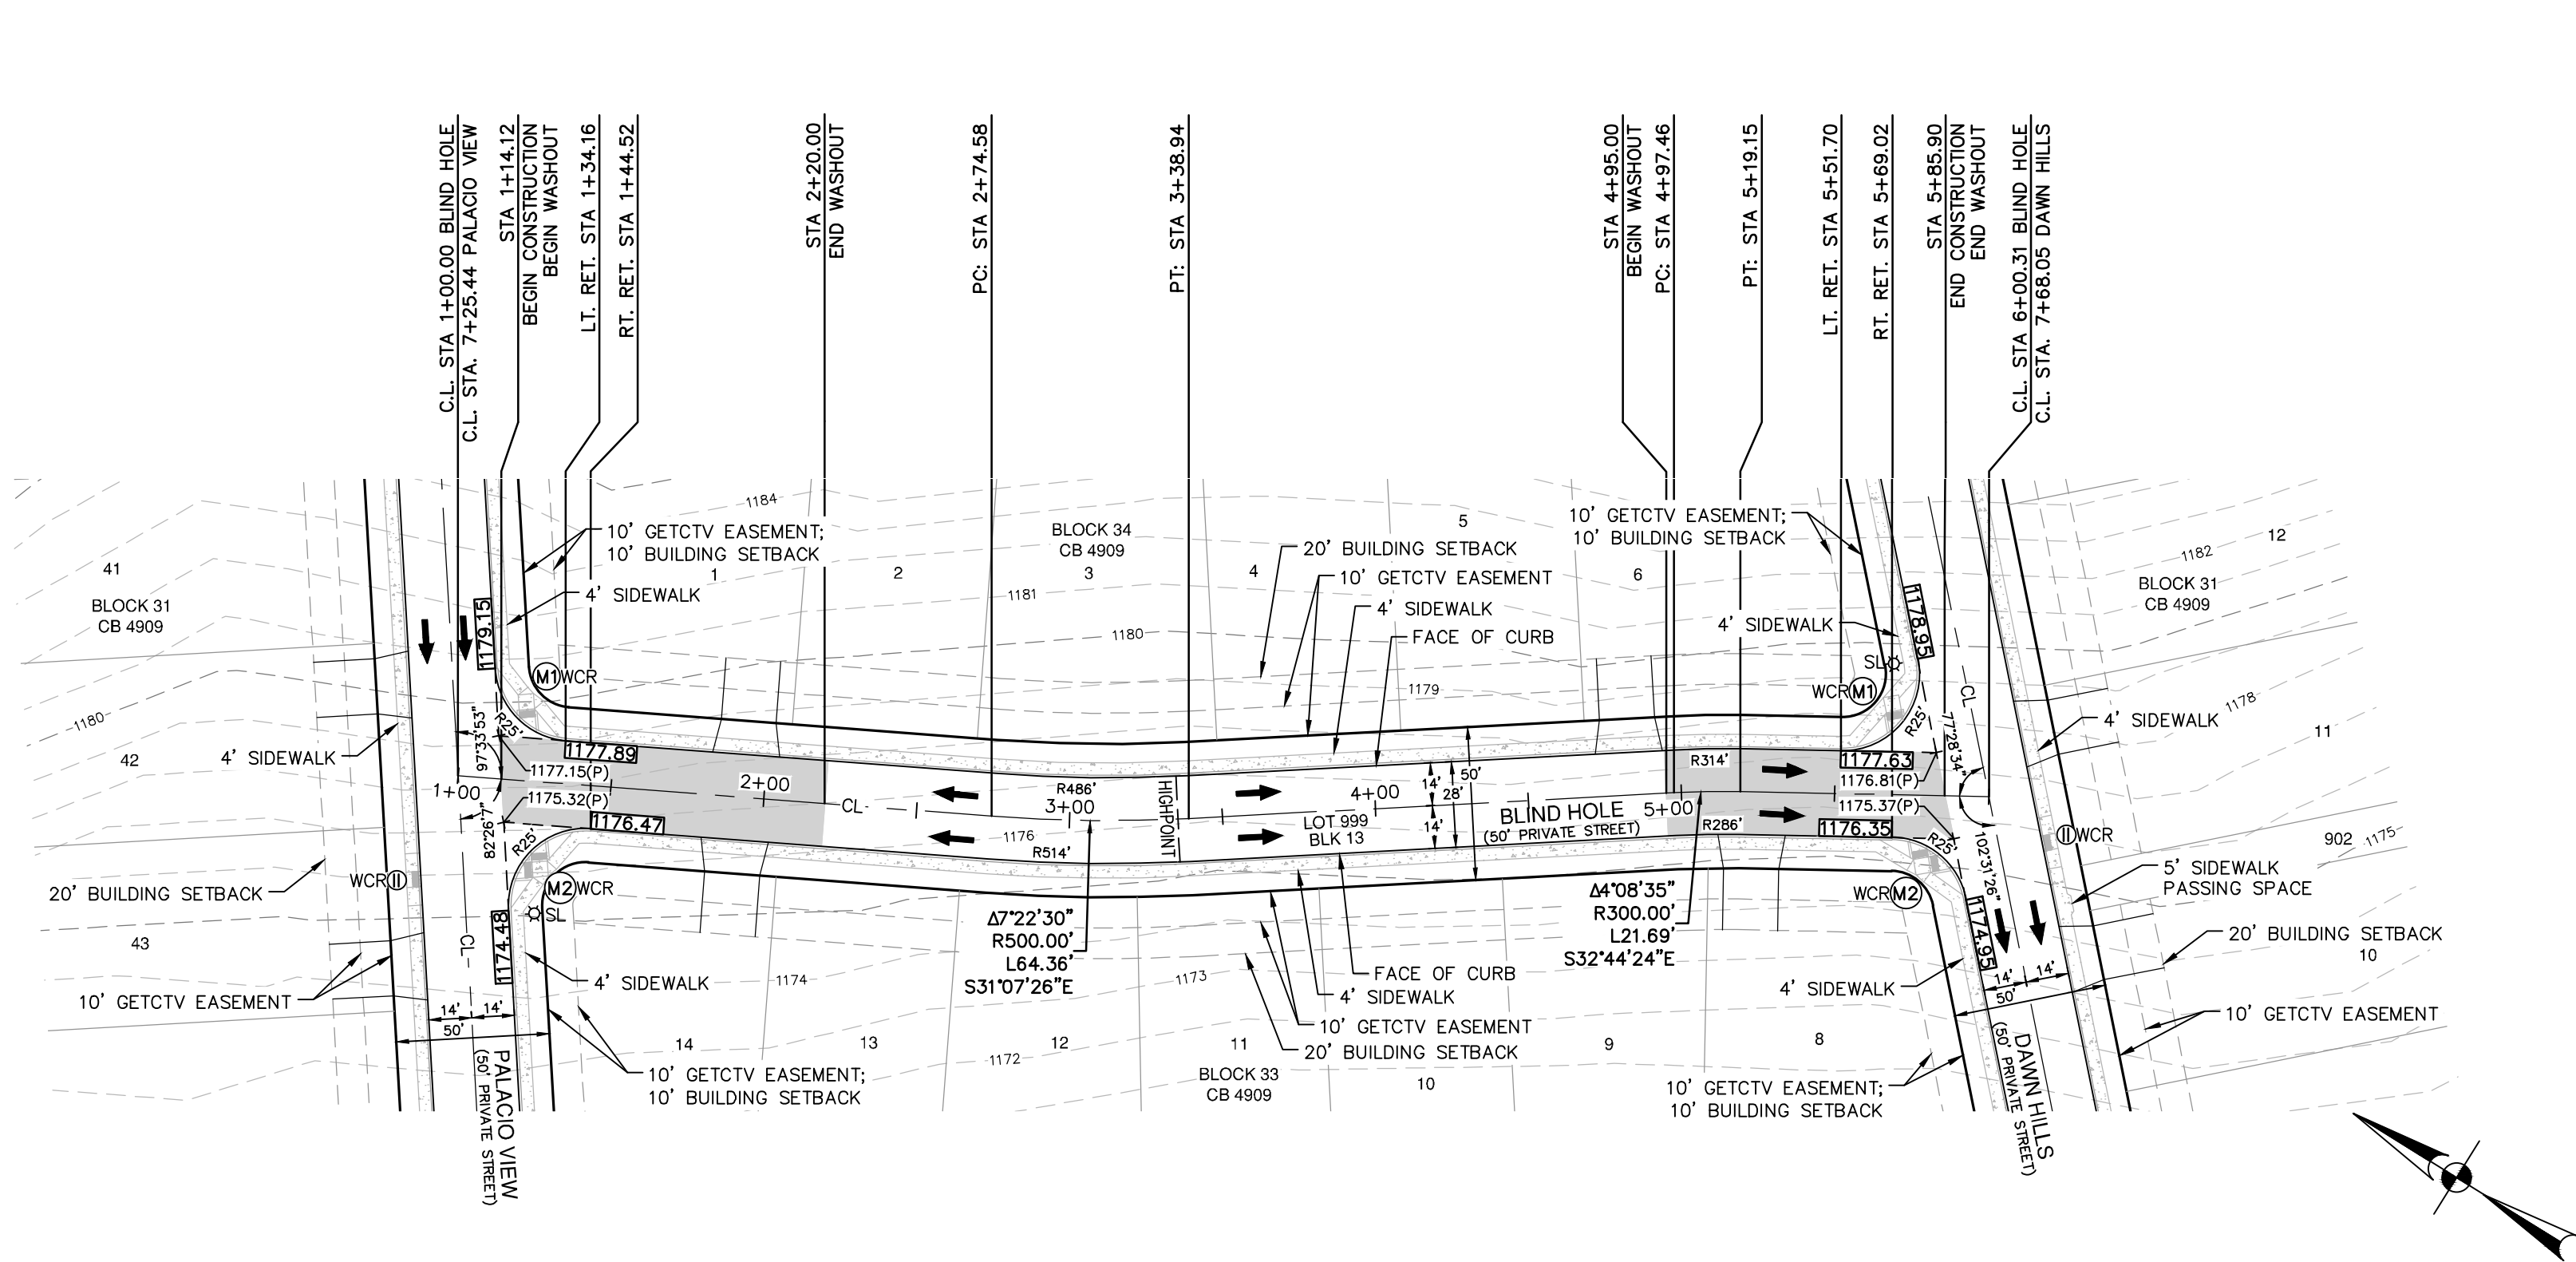 C.L. STA 1+00.00 BLIND HOLE
C.L. STA. 7+25.44 PALACIO VIEW
STA 1+14.12
BEGIN CONSTRUCTION
BEGIN WASHOUT
LT. RET. STA 1+34.16
RT. RET. STA 1+44.52
STA 2+20.00
END WASHOUT
PC: STA 2+74.58
PT: STA 3+38.94
STA 4+95.00
BEGIN WASHOUT
PC: STA 4+97.46
PT: STA 5+19.15
LT. RET. STA 5+51.70
RT. RET. STA 5+69.02
STA 5+85.90
END CONSTRUCTION
END WASHOUT
C.L. STA 6+00.31 BLIND HOLE
C.L. STA. 7+68.05 DAWN HILLS
1184
10' GETCTV EASEMENT;
10' BUILDING SETBACK
1
2
BLOCK 34
CB 4909
3
4
5
20' BUILDING SETBACK
10' GETCTV EASEMENT
4' SIDEWALK
FACE OF CURB
10' GETCTV EASEMENT;
10' BUILDING SETBACK
6
12
1182
BLOCK 31
CB 4909
41
BLOCK 31
CB 4909
4' SIDEWALK
1179.15
1181
1180
1179
4' SIDEWALK
1178.95
SL
M1 WCR
WCR M1
CL
1178
4' SIDEWALK
11
1180
42
4' SIDEWALK
97°33'53"
R25'
1177.89
1177.15(P)
1+00
1175.32(P)
2+00
1176.47
82°26'7"
R25'
CL
R486'
3+00
1176
R514'
HIGHPOINT
4+00
LOT 999
BLK 13
14'
28'
50'
14'
BLIND HOLE
(50' PRIVATE STREET)
5+00
R314'
R286'
1177.63
1176.81(P)
1175.37(P)
1176.35
R25'
77°28'34"
R25'
102°31'26"
II WCR
902
1175
5' SIDEWALK
PASSING SPACE
WCR II
20' BUILDING SETBACK
M2 WCR
SL
1174.48
43
CL
4' SIDEWALK
10' GETCTV EASEMENT
14'
14'
50'
PALACIO VIEW
(50' PRIVATE STREET)
14
10' GETCTV EASEMENT;
10' BUILDING SETBACK
1174
13
Δ7°22'30"
R500.00'
L64.36'
S31°07'26"E
1172
12
1173
11
BLOCK 33
CB 4909
FACE OF CURB
4' SIDEWALK
10' GETCTV EASEMENT
20' BUILDING SETBACK
10
Δ4°08'35"
R300.00'
L21.69'
S32°44'24"E
9
8
WCR M2
4' SIDEWALK
1174.95
14'
14'
50'
20' BUILDING SETBACK
10
10' GETCTV EASEMENT
10' GETCTV EASEMENT;
10' BUILDING SETBACK
DAWN HILLS
(50' PRIVATE STREET)